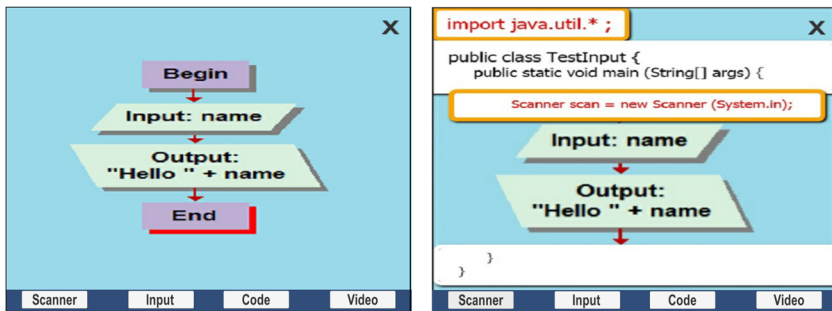 X
Begin
Input: name
Output:
"Hello " + name
End
Scanner Input Code Video
import java.util.* ;
X
public class TestInput {
public static void main (String[] args) {
Scanner scan = new Scanner (System.in);
Input: name
Output:
"Hello " + name
}
}
Scanner Input Code Video